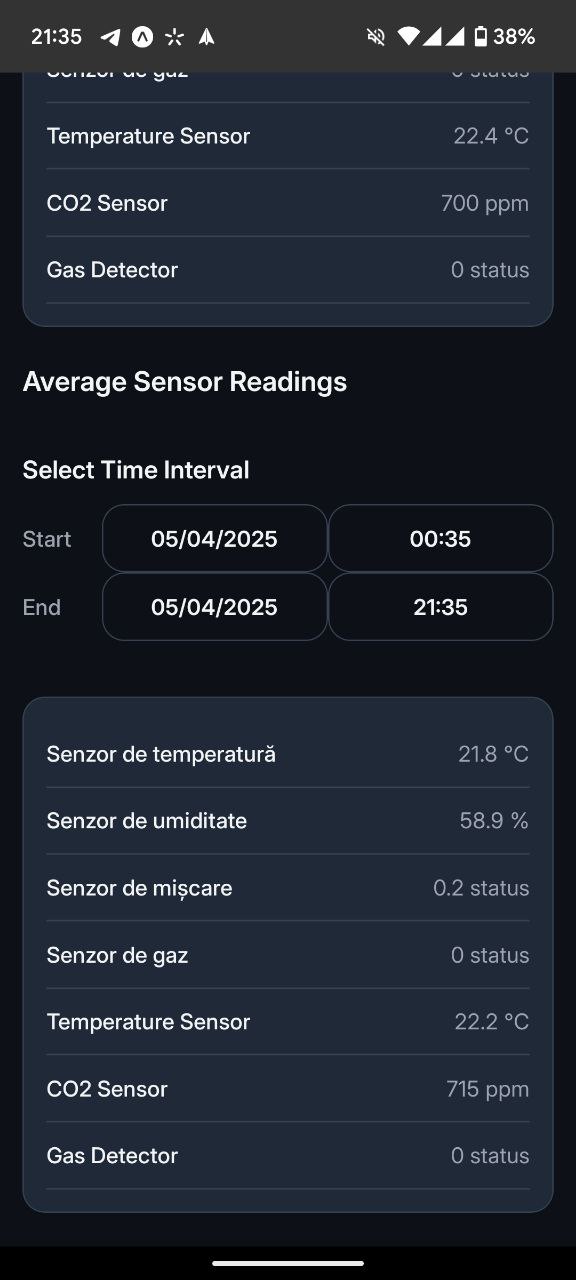 21:35 38%
Senzor de gaz 0 status
Temperature Sensor 22.4 °C
CO2 Sensor 700 ppm
Gas Detector 0 status
Average Sensor Readings
Select Time Interval
Start 05/04/2025 00:35
End 05/04/2025 21:35
Senzor de temperatură 21.8 °C
Senzor de umiditate 58.9 %
Senzor de mișcare 0.2 status
Senzor de gaz 0 status
Temperature Sensor 22.2 °C
CO2 Sensor 715 ppm
Gas Detector 0 status